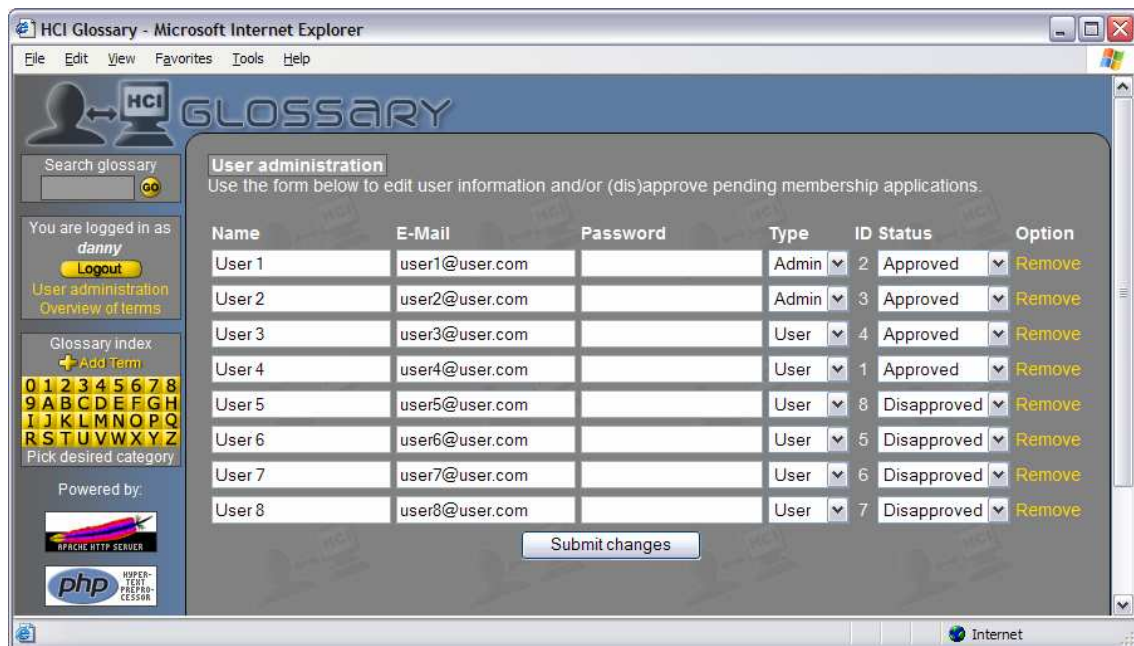 HCI Glossary - Microsoft Internet Explorer
File Edit View Favorites Tools Help
HCI GLOSSARY
Search glossary
GO
You are logged in as
danny
Logout
User administration
Overview of terms
Glossary index
Add Term
0 1 2 3 4 5 6 7 8
9 A B C D E F G H
I J K L M N O P Q
R S T U V W X Y Z
Pick desired category
Powered by:
APACHE HTTP SERVER
php HYPER-
TEXT
PREPRO-
CESSOR
User administration
Use the form below to edit user information and/or (dis)approve pending membership applications.
Name E-Mail Password Type ID Status Option
User 1 user1@user.com Admin 2 Approved Remove
User 2 user2@user.com Admin 3 Approved Remove
User 3 user3@user.com User 4 Approved Remove
User 4 user4@user.com User 1 Approved Remove
User 5 user5@user.com User 8 Disapproved Remove
User 6 user6@user.com User 5 Disapproved Remove
User 7 user7@user.com User 6 Disapproved Remove
User 8 user8@user.com User 7 Disapproved Remove
Submit changes
Internet